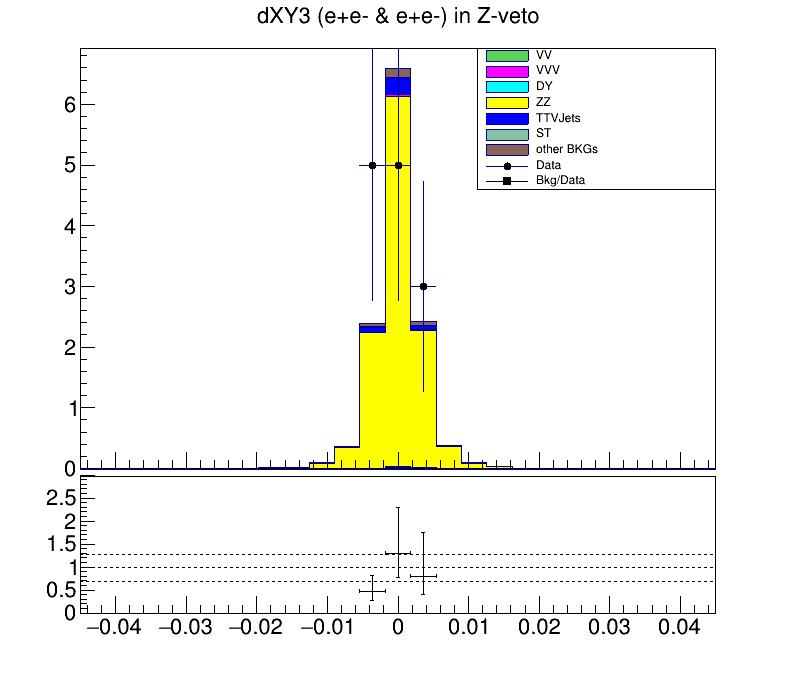 dXY3 (e+e- & e+e-) in Z-veto
VV
VVV
DY
ZZ
TTVJets
ST
other BKGs
Data
Bkg/Data
6
5
4
3
2
1
0
2.5
2
1.5
1
0.5
0
−0.04 −0.03 −0.02 −0.01 0 0.01 0.02 0.03 0.04